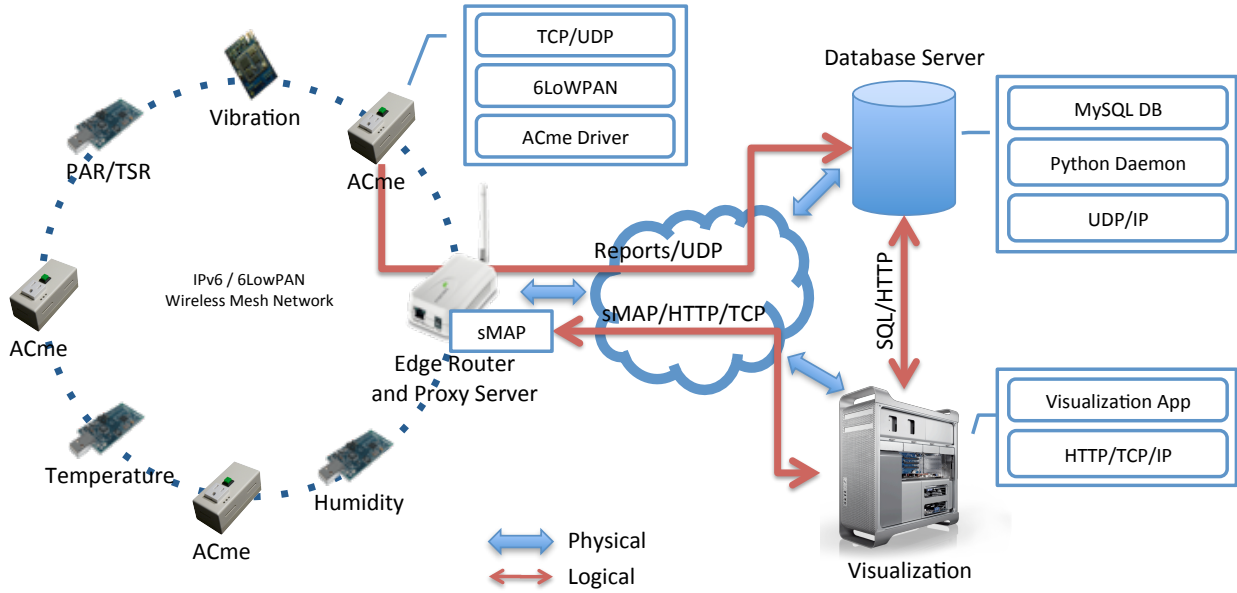 TCP/UDP
6LoWPAN
ACme Driver
Vibration
PAR/TSR
ACme
Database Server
MySQL DB
Python Daemon
UDP/IP
IPv6 / 6LowPAN
Wireless Mesh Network
Reports/UDP
sMAP/HTTP/TCP
sMAP
Edge Router
and Proxy Server
SQL/HTTP
ACme
Temperature
ACme
Humidity
Visualization App
HTTP/TCP/IP
Visualization
Physical
Logical